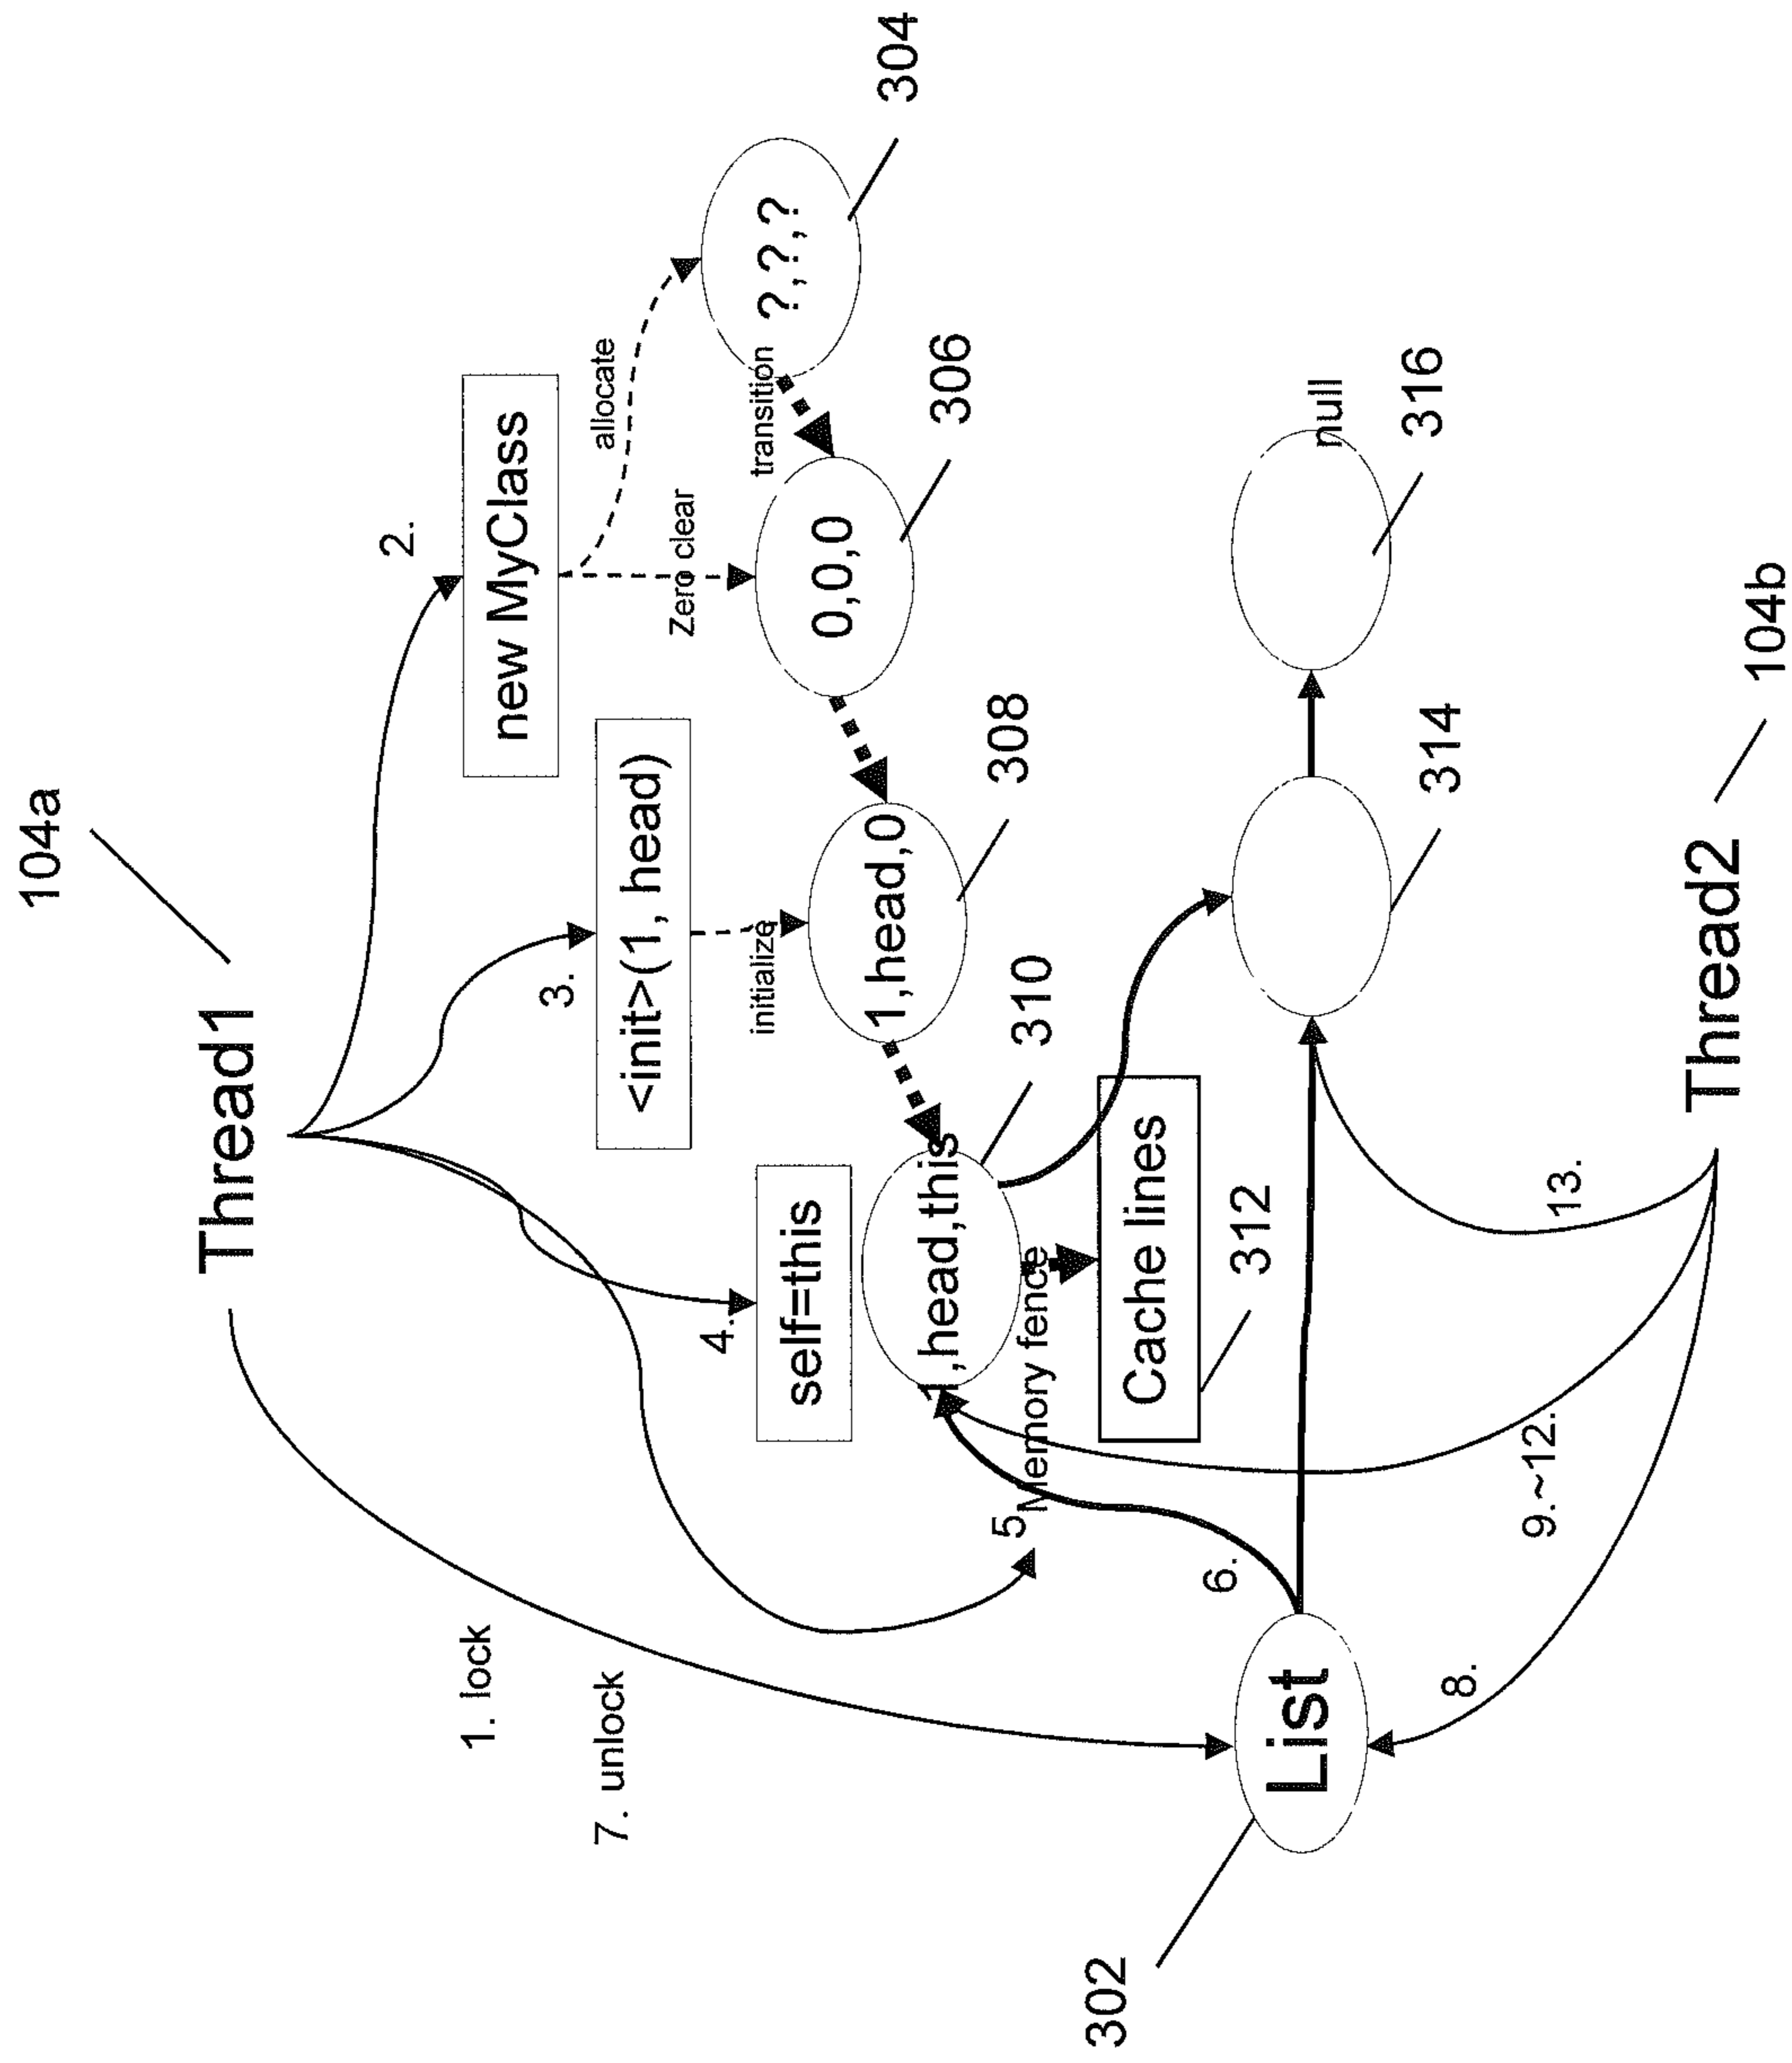 104a
Thread1
1. lock
7. unlock
2.
new MyClass
3.
<init>(1, head)
4.
self=this
allocate
zero clear
transition
initialize
?,?,?
304
0,0,0
306
1,head,0
308
1,head,this
310
5
Memory fence
Cache lines
312
6.
null
316
314
302
List
8.
9.~12.
13.
Thread2
104b